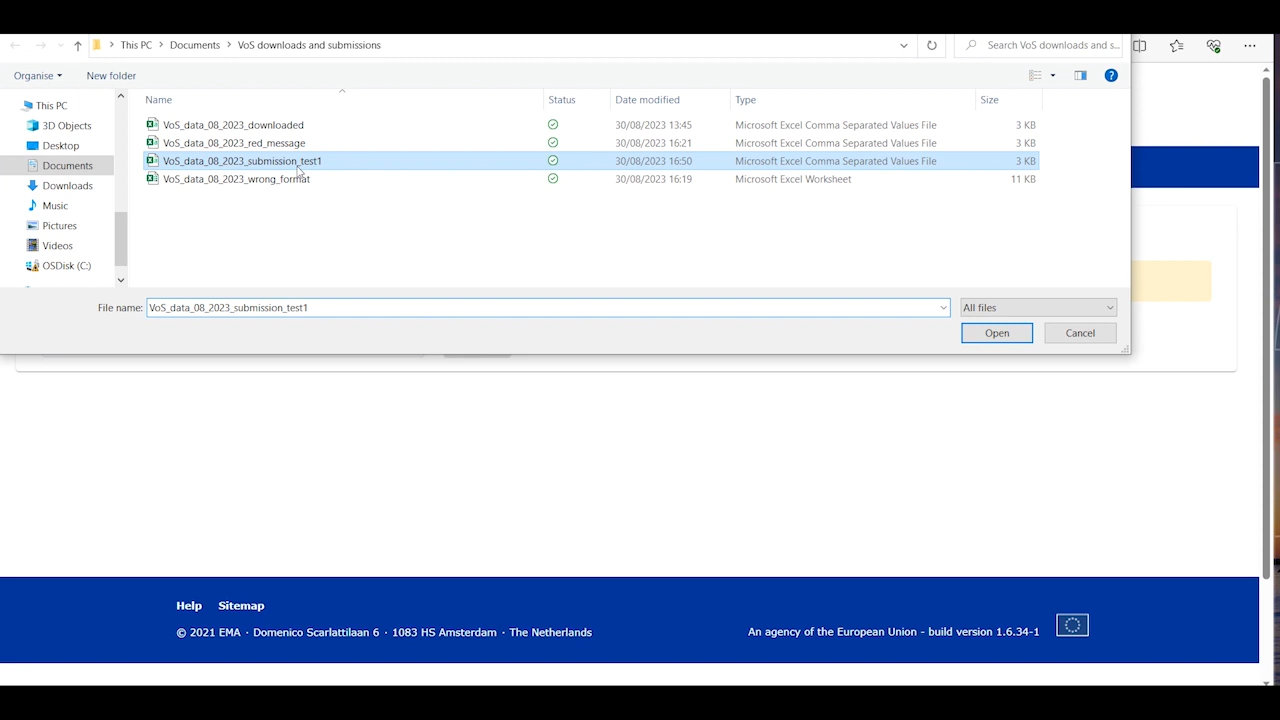 This PC > Documents > VoS downloads and submissions
Search VoS downloads and s...
Organise
New folder
?
Name Status Date modified Type Size
This PC
3D Objects
Desktop
Documents
Downloads
Music
Pictures
Videos
OSDisk (C:)
VoS_data_08_2023_downloaded 30/08/2023 13:45 Microsoft Excel Comma Separated Values File 3 KB
VoS_data_08_2023_red_message 30/08/2023 16:21 Microsoft Excel Comma Separated Values File 3 KB
VoS_data_08_2023_submission_test1 30/08/2023 16:50 Microsoft Excel Comma Separated Values File 3 KB
VoS_data_08_2023_wrong_format 30/08/2023 16:19 Microsoft Excel Worksheet 11 KB
File name: VoS_data_08_2023_submission_test1
All files
Open
Cancel
Help Sitemap
© 2021 EMA · Domenico Scarlattilaan 6 · 1083 HS Amsterdam · The Netherlands
An agency of the European Union - build version 1.6.34-1